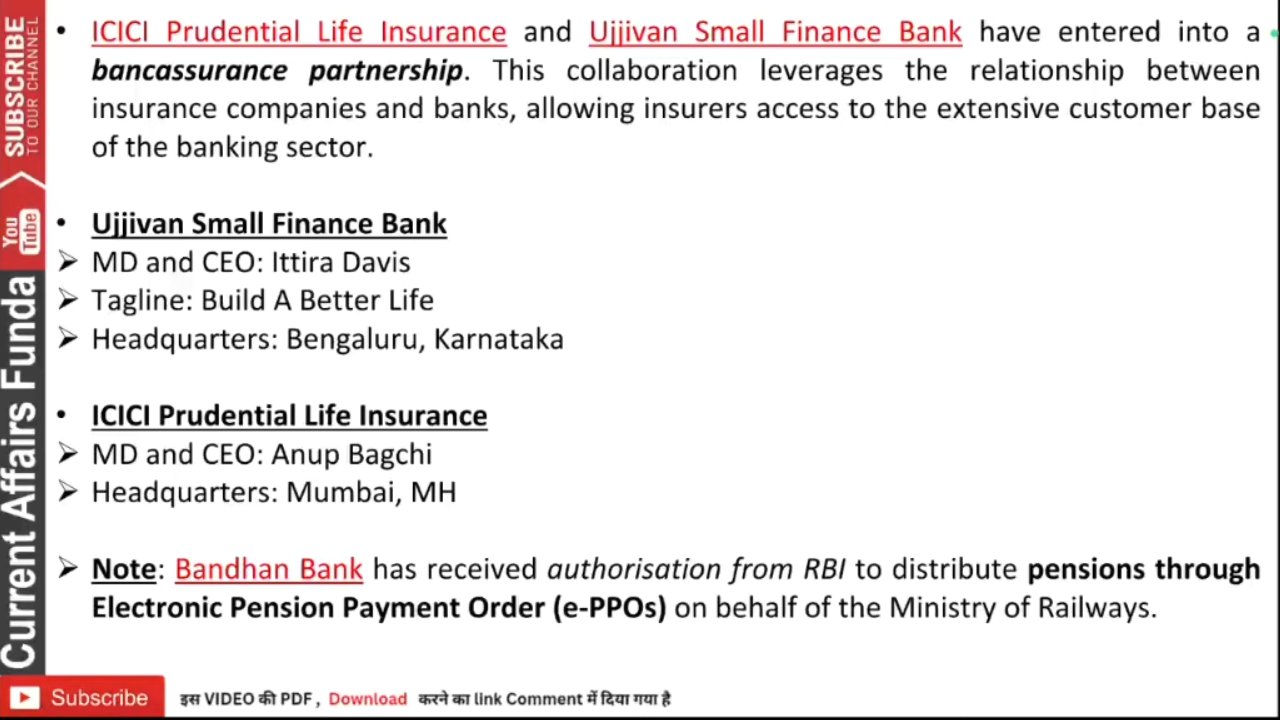 SUBSCRIBE
TO OUR CHANNEL
You
Tube
Current Affairs Funda
• ICICI Prudential Life Insurance and Ujjivan Small Finance Bank have entered into a
bancassurance partnership. This collaboration leverages the relationship between
insurance companies and banks, allowing insurers access to the extensive customer base
of the banking sector.
• Ujjivan Small Finance Bank
➢ MD and CEO: Ittira Davis
➢ Tagline: Build A Better Life
➢ Headquarters: Bengaluru, Karnataka
• ICICI Prudential Life Insurance
➢ MD and CEO: Anup Bagchi
➢ Headquarters: Mumbai, MH
➢ Note: Bandhan Bank has received authorisation from RBI to distribute pensions through
Electronic Pension Payment Order (e-PPOs) on behalf of the Ministry of Railways.
Subscribe इस VIDEO की PDF , Download करने का link Comment में दिया गया है